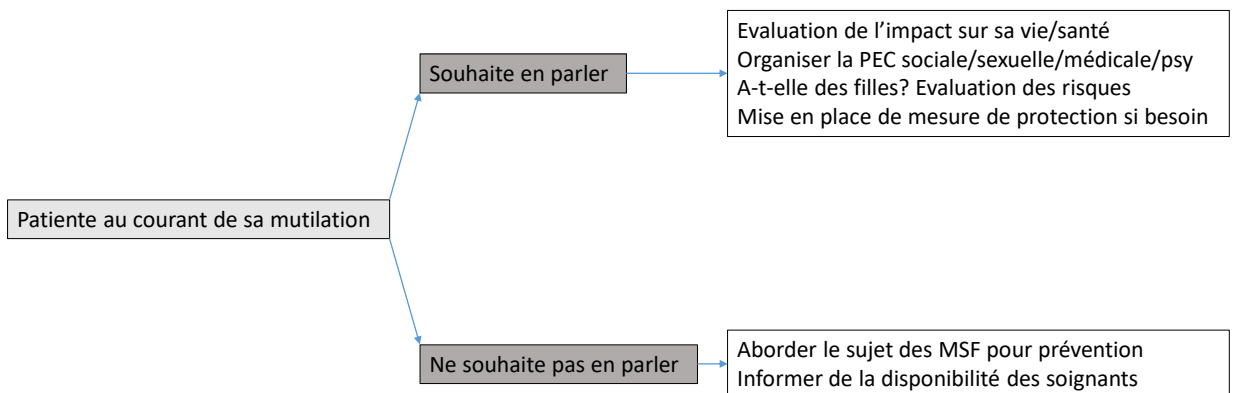 Evaluation de l’impact sur sa vie/santé
Souhaite en parler
Organiser la PEC sociale/sexuelle/médicale/psy
A-t-elle des filles? Evaluation des risques
Mise en place de mesure de protection si besoin
Patiente au courant de sa mutilation
Ne souhaite pas en parler
Aborder le sujet des MSF pour prévention
Informer de la disponibilité des soignants